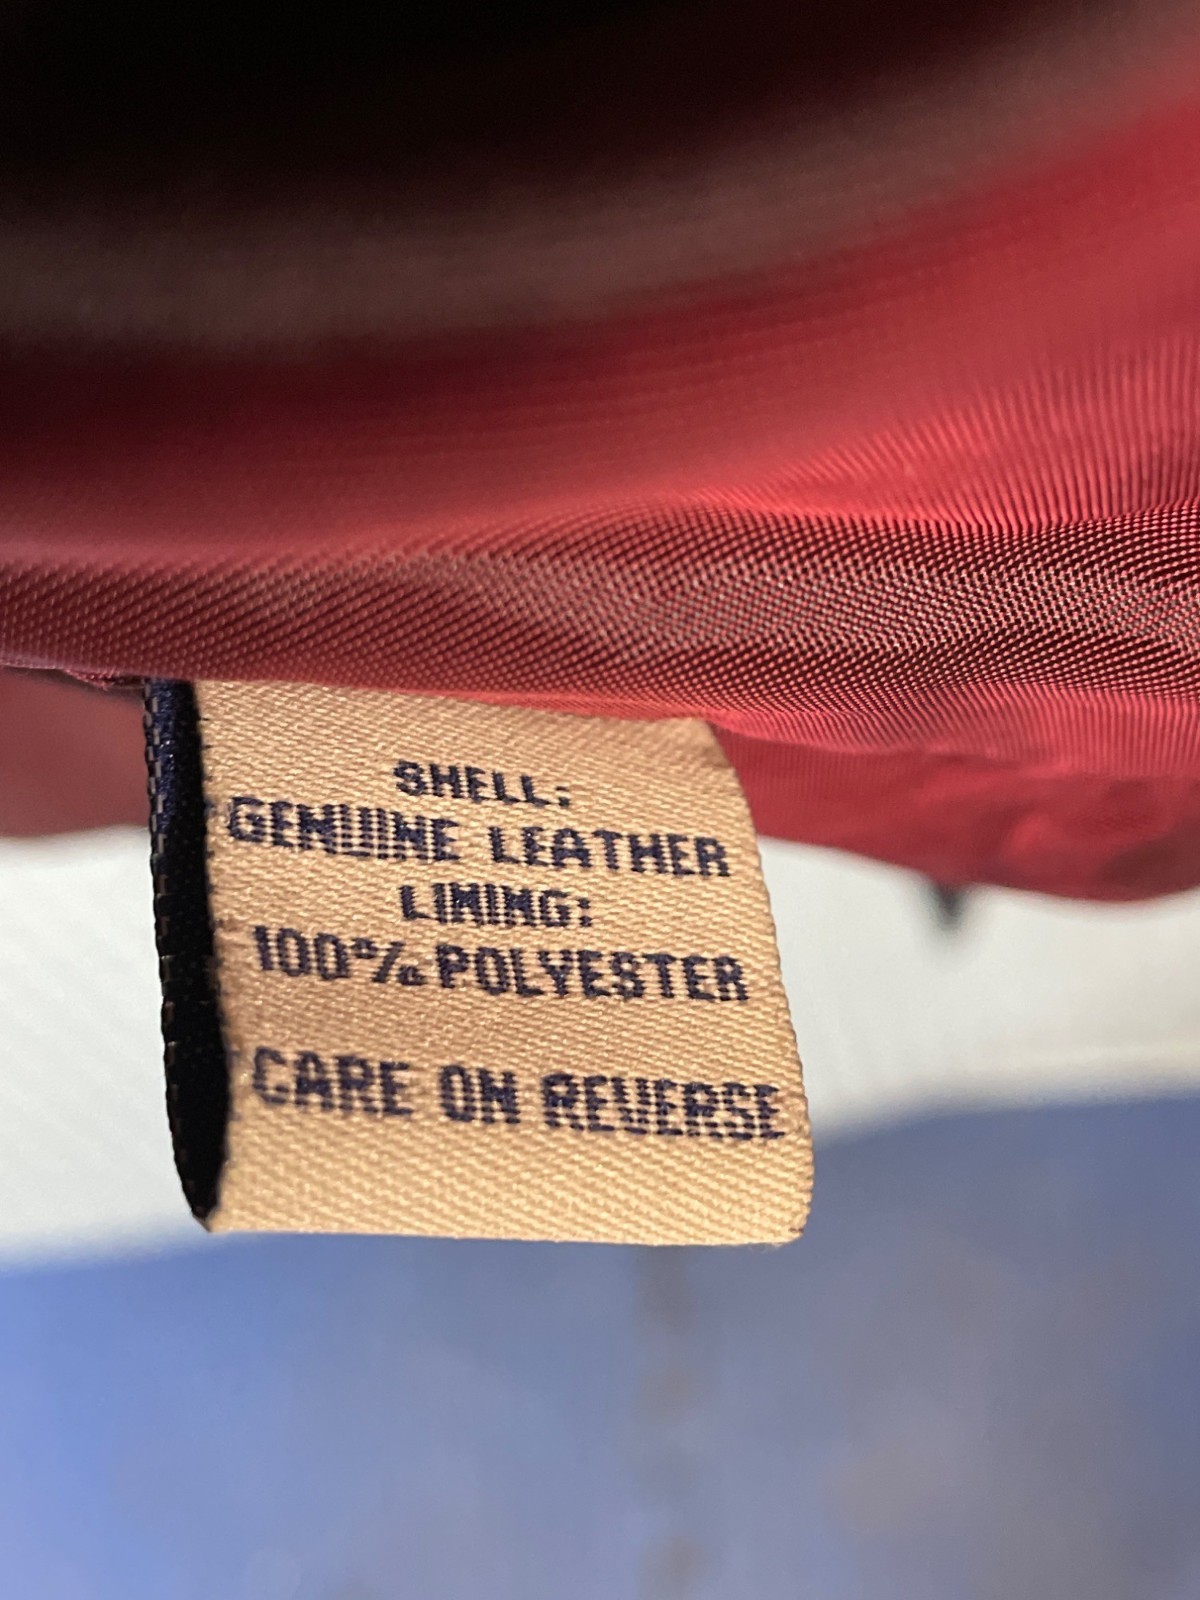 SHELL:
GENUINE LEATHER
LINING:
100% POLYESTER
CARE ON REVERSE